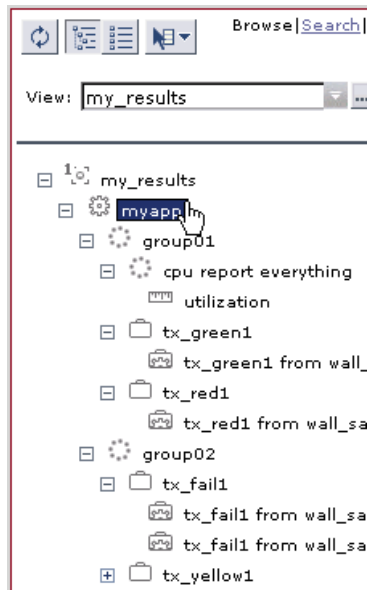 Browse|Search|
View: my_results
...
1 my_results
myapp
group01
cpu report everything
utilization
tx_green1
tx_green1 from wall_
tx_red1
tx_red1 from wall_sa
group02
tx_fail1
tx_fail1 from wall_sa
tx_fail1 from wall_sa
tx_yellow1